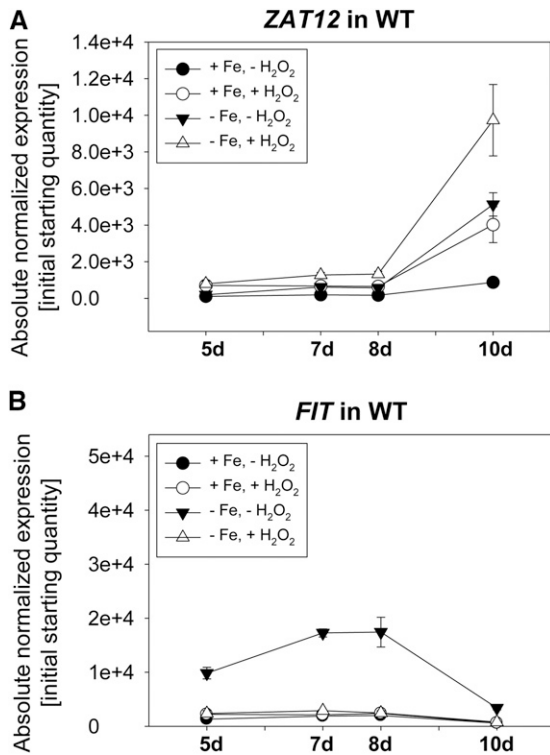 A
ZAT12 in WT
Absolute normalized expression
[initial starting quantity]
1.4e+4
1.2e+4
1.0e+4
8.0e+3
6.0e+3
4.0e+3
2.0e+3
0.0
+ Fe, - H₂O₂
+ Fe, + H₂O₂
- Fe, - H₂O₂
- Fe, + H₂O₂
5d
7d
8d
10d
B
FIT in WT
Absolute normalized expression
[initial starting quantity]
5e+4
4e+4
3e+4
2e+4
1e+4
0
+ Fe, - H₂O₂
+ Fe, + H₂O₂
- Fe, - H₂O₂
- Fe, + H₂O₂
5d
7d
8d
10d